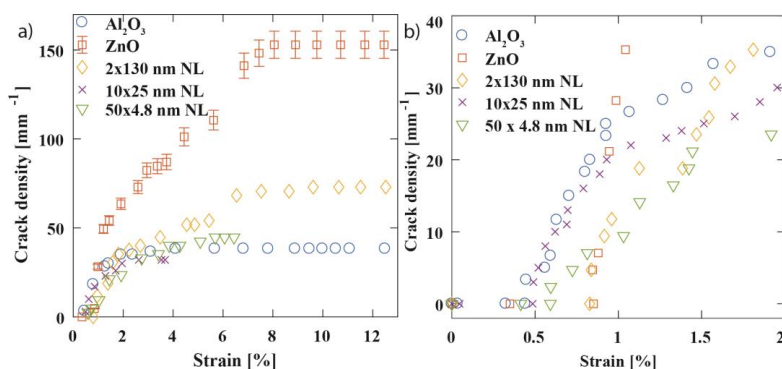 a)
Al₂O₃
ZnO
2x130 nm NL
10x25 nm NL
50x4.8 nm NL
Crack density [mm⁻¹]
150
100
50
0
0 2 4 6 8 10 12
Strain [%]
b)
Al₂O₃
ZnO
2x130 nm NL
10x25 nm NL
50 x 4.8 nm NL
Crack density [mm⁻¹]
40
30
20
10
0
0 0.5 1 1.5 2
Strain [%]